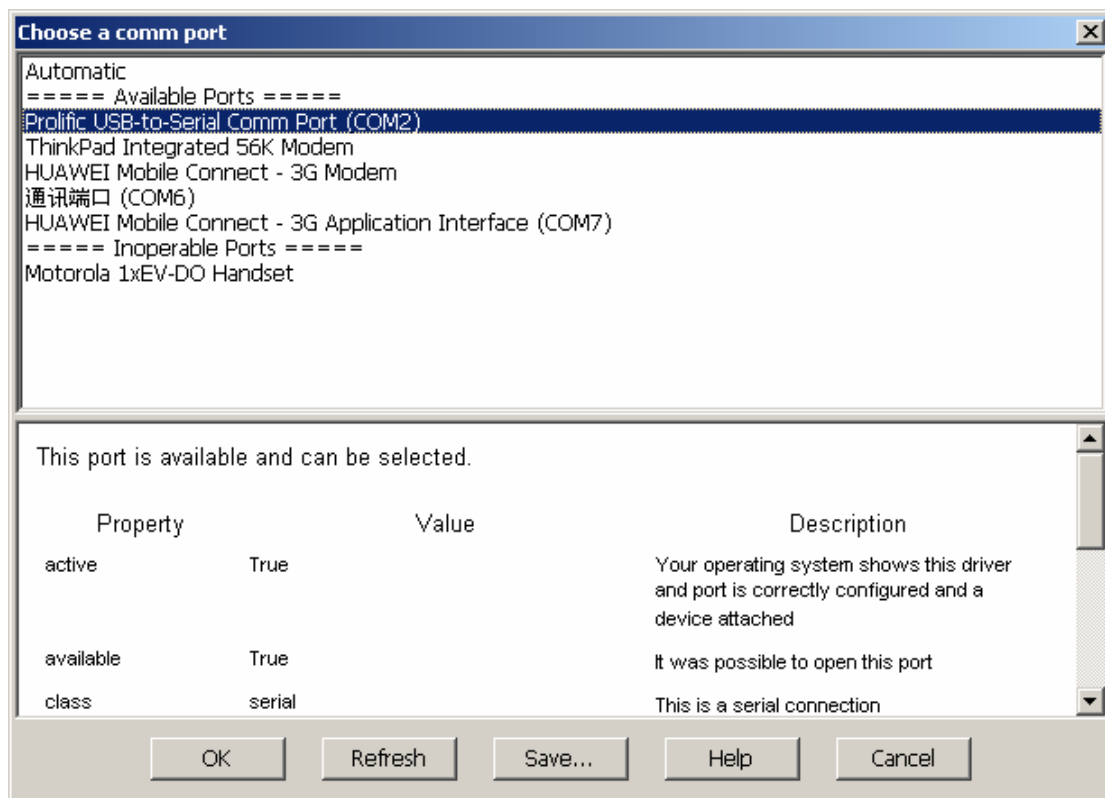 Choose a comm port
Automatic
===== Available Ports =====
Prolific USB-to-Serial Comm Port (COM2)
ThinkPad Integrated 56K Modem
HUAWEI Mobile Connect - 3G Modem
通讯端口 (COM6)
HUAWEI Mobile Connect - 3G Application Interface (COM7)
===== Inoperable Ports =====
Motorola 1xEV-DO Handset
This port is available and can be selected.
Property Value Description
active True Your operating system shows this driver
and port is correctly configured and a
device attached
available True It was possible to open this port
class serial This is a serial connection
OK Refresh Save... Help Cancel